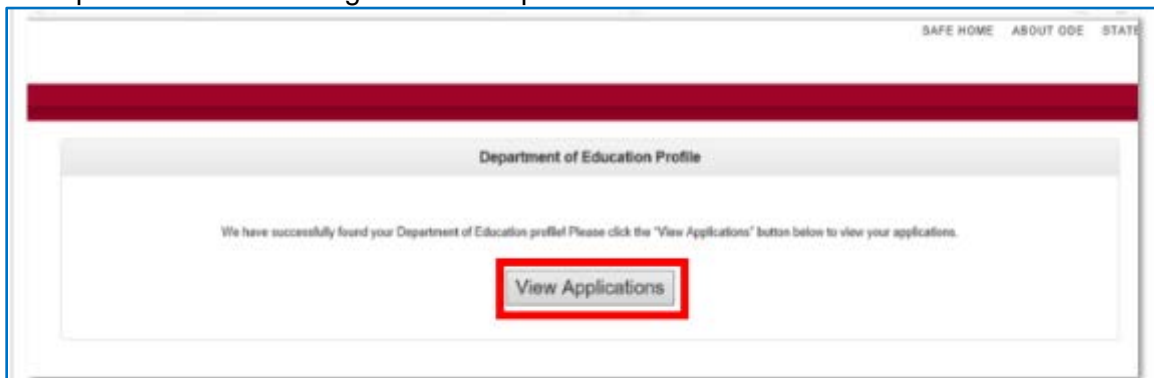 SAFE HOME ABOUT ODE STATE
Department of Education Profile
We have successfully found your Department of Education profile! Please click the "View Applications" button below to view your applications.
View Applications